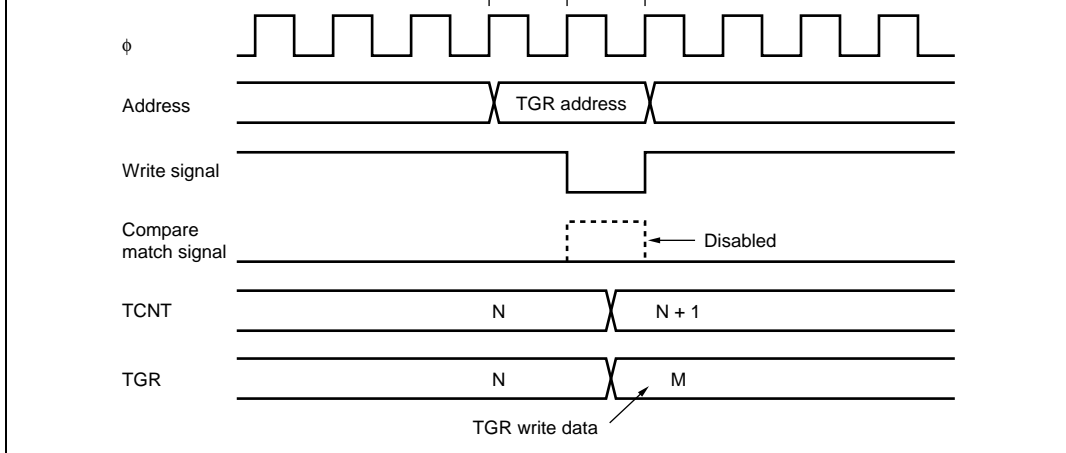 φ
Address
TGR address
Write signal
Compare
match signal
Disabled
TCNT
N
N + 1
TGR
N
M
TGR write data